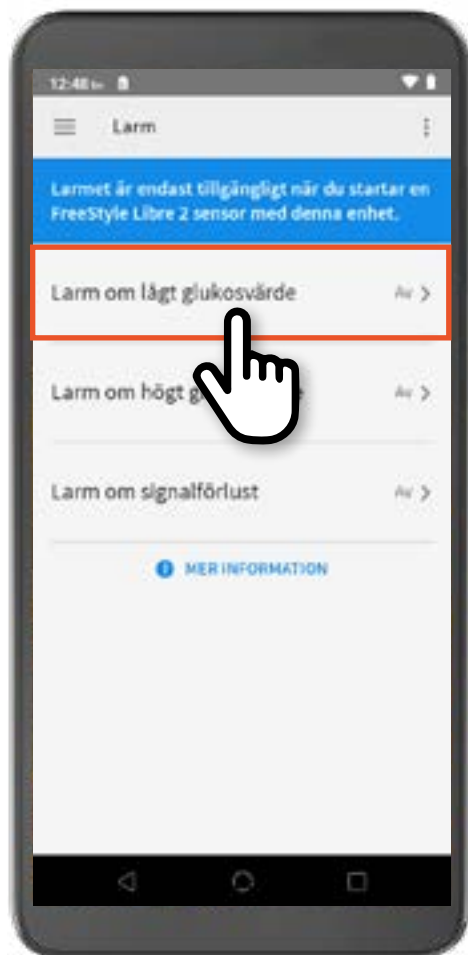 12:48
Larm
Larmet är endast tillgängligt när du startar en
FreeStyle Libre 2 sensor med denna enhet.
Larm om lågt glukosvärde Av
Larm om högt Av
Larm om signalförlust Av
MER INFORMATION